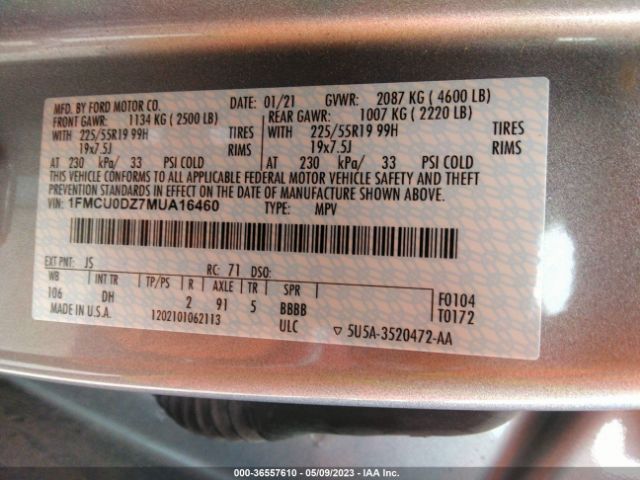 MFD. BY FORD MOTOR CO. DATE: 01/21 GVWR: 2087 KG ( 4600 LB)
FRONT GAWR: 1134 KG ( 2500 LB) REAR GAWR: 1007 KG ( 2220 LB)
WITH 225/55R19 99H TIRES WITH 225/55R19 99H TIRES
19x7.5J RIMS 19x7.5J RIMS
AT 230 kPa/ 33 PSI COLD AT 230 kPa/ 33 PSI COLD
THIS VEHICLE CONFORMS TO ALL APPLICABLE FEDERAL MOTOR VEHICLE SAFETY AND THEFT
PREVENTION STANDARDS IN EFFECT ON THE DATE OF MANUFACTURE SHOWN ABOVE.
VIN: 1FMCU0DZ7MUA16460 TYPE: MPV
EXT PNT: JS RC: 71 DSO:
WB INT TR TP/PS R AXLE TR SPR
106 DH 2 91 5 BBBB F0104
MADE IN U.S.A. 1202101062113 ULC T0172
▽ 5U5A-3520472-AA
000-36557610 - 05/09/2023 - IAA Inc.